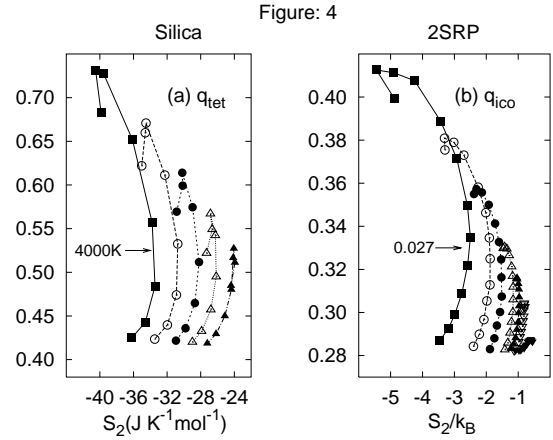 Figure: 4
Silica
2SRP
(a) q_tet
(b) q_ico
0.70
0.65
0.60
0.55
0.50
0.45
0.40
4000K
-40 -36 -32 -28 -24
S_2(J K^-1mol^-1)
0.40
0.38
0.36
0.34
0.32
0.30
0.28
0.027
-5 -4 -3 -2 -1
S_2/k_B